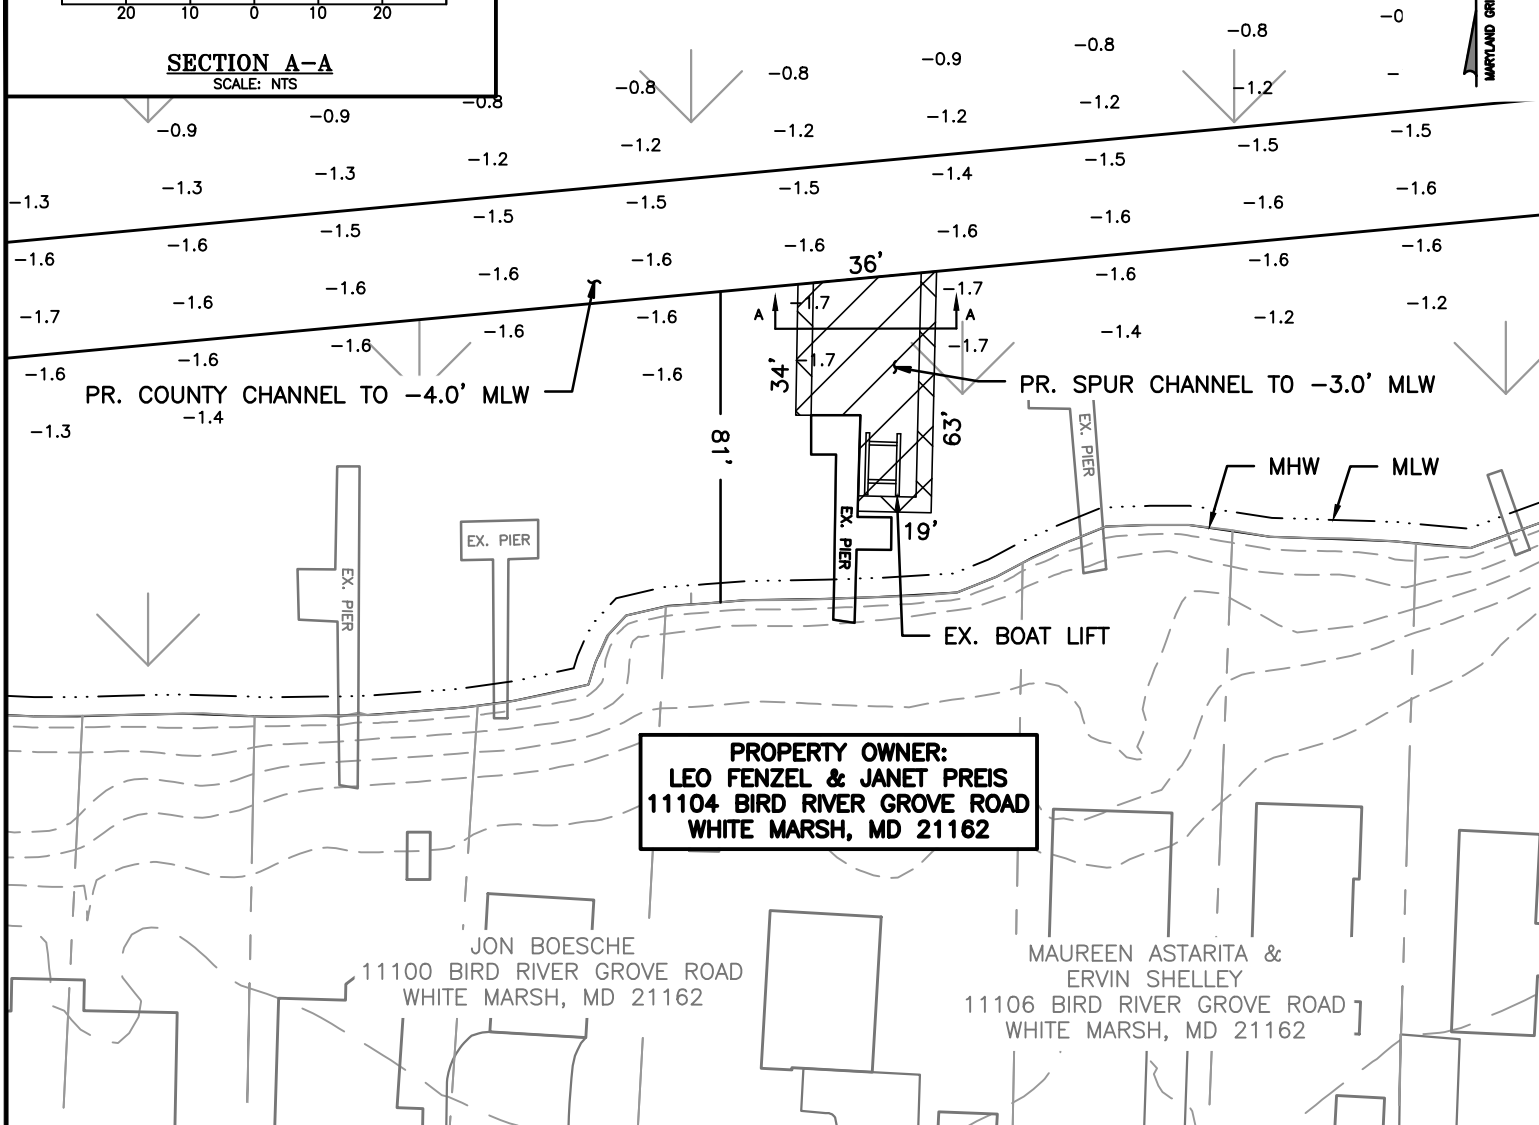 20 10 0 10 20
SECTION A-A
SCALE: NTS
MARYLAND GRI
-0
-0.8
-0.8
-0.9
-0.8
-0.8
-0.8
-
-1.2
-1.2
-1.2
-1.2
-1.2
-1.2
-0.9
-0.9
-1.5
-1.5
-1.5
-1.4
-1.5
-1.5
-1.5
-1.5
-1.3
-1.3
-1.3
-1.6
-1.6
-1.6
-1.6
-1.6
-1.6
-1.6
-1.6
36'
-1.6
-1.6
-1.6
-1.6
-1.6
-1.6
-1.7
-1.7
A
A
-1.2
-1.2
-1.4
-1.6
-1.6
-1.6
-1.6
-1.7
-1.7
-1.7
-1.6
-1.6
34'
PR. COUNTY CHANNEL TO -4.0' MLW
PR. SPUR CHANNEL TO -3.0' MLW
-1.4
-1.3
81'
63'
EX. PIER
MHW
MLW
19'
EX. PIER
EX. PIER
EX. PIER
EX. BOAT LIFT
PROPERTY OWNER:
LEO FENZEL & JANET PREIS
11104 BIRD RIVER GROVE ROAD
WHITE MARSH, MD 21162
JON BOESCHE
11100 BIRD RIVER GROVE ROAD
WHITE MARSH, MD 21162
MAUREEN ASTARITA &
ERVIN SHELLEY
11106 BIRD RIVER GROVE ROAD
WHITE MARSH, MD 21162